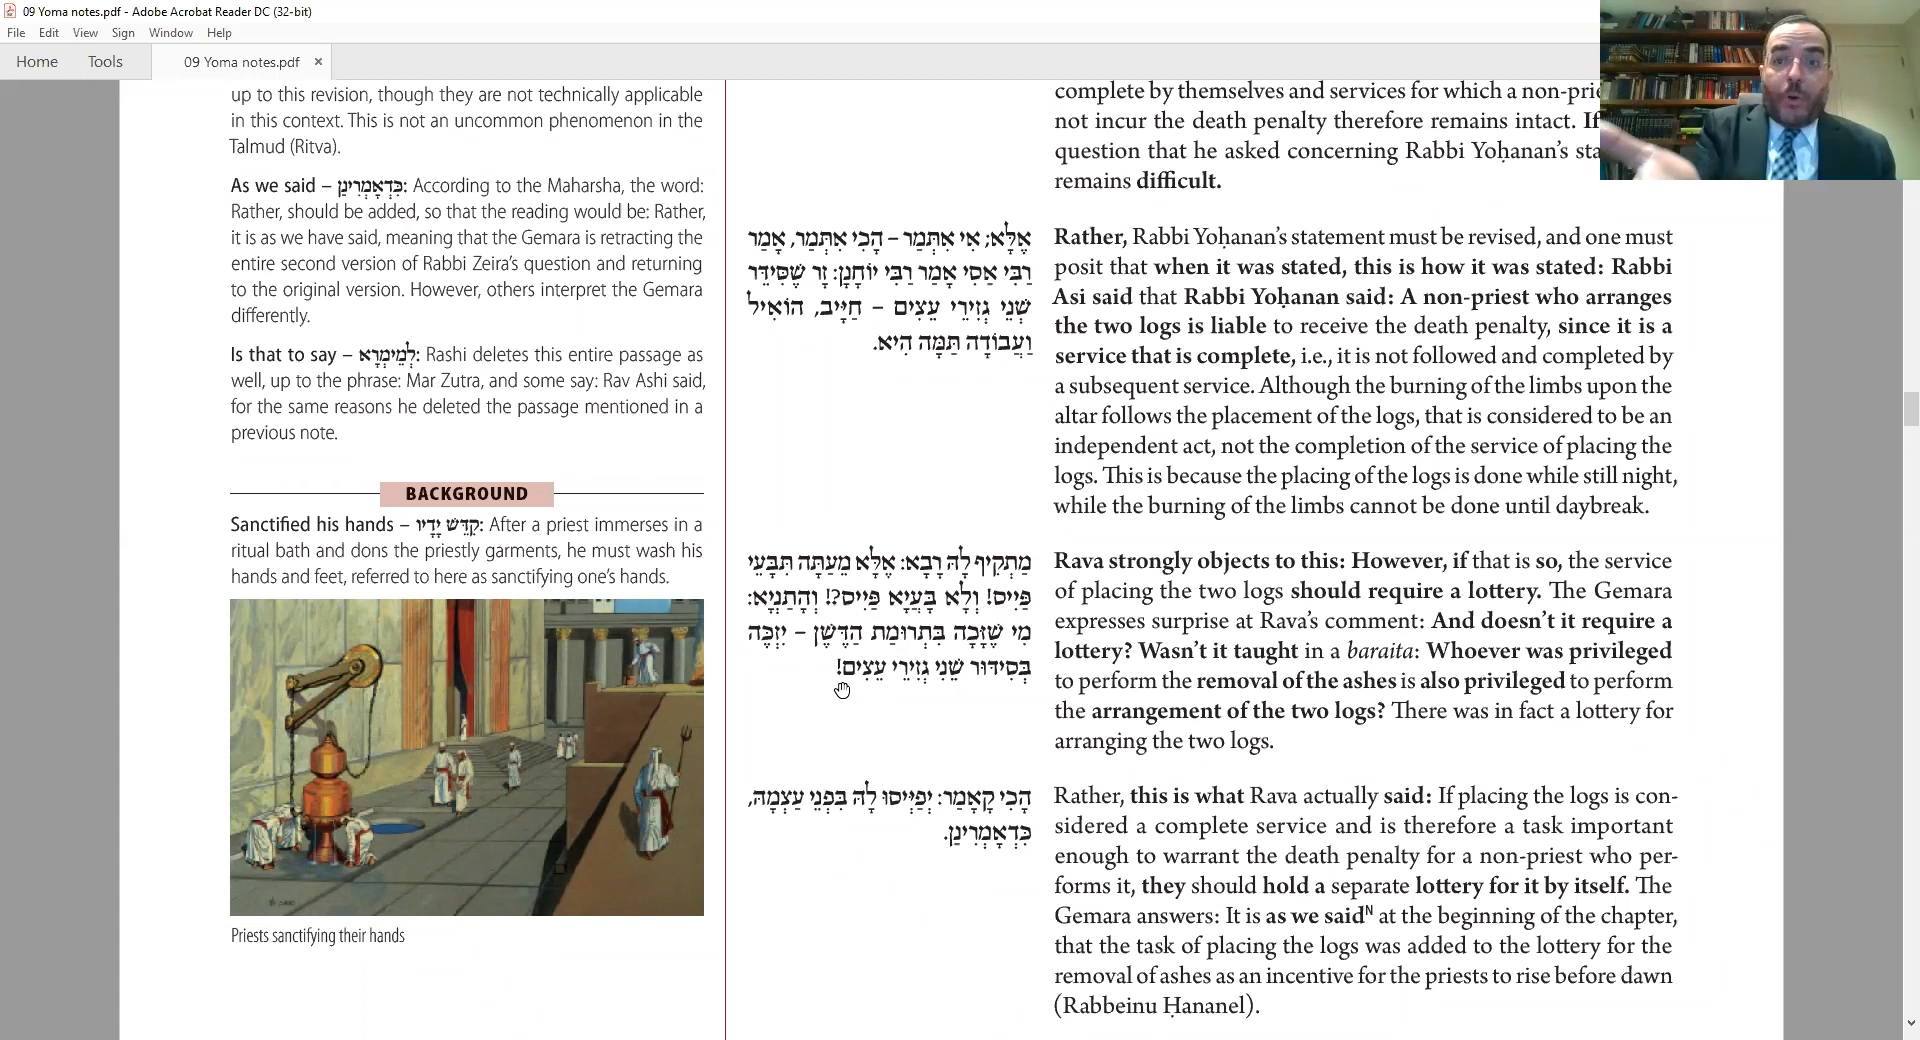 09 Yoma notes.pdf - Adobe Acrobat Reader DC (32-bit)
File Edit View Sign Window Help
Home Tools 09 Yoma notes.pdf ×
up to this revision, though they are not technically applicable
in this context. This is not an uncommon phenomenon in the
Talmud (Ritva).
As we said – כִּדְאָמְרִינַן: According to the Maharsha, the word:
Rather, should be added, so that the reading would be: Rather,
it is as we have said, meaning that the Gemara is retracting the
entire second version of Rabbi Zeira's question and returning
to the original version. However, others interpret the Gemara
differently.
Is that to say – לְמֵימְרָא: Rashi deletes this entire passage as
well, up to the phrase: Mar Zutra, and some say: Rav Ashi said,
for the same reasons he deleted the passage mentioned in a
previous note.
BACKGROUND
Sanctified his hands – קִדֵּשׁ יָדָיו: After a priest immerses in a
ritual bath and dons the priestly garments, he must wash his
hands and feet, referred to here as sanctifying one's hands.
Priests sanctifying their hands
אֶלָּא; אִי אִתְּמַר – הָכִי אִתְּמַר, אָמַר
רַבִּי אַסִי אָמַר רַבִּי יוֹחָנָן: זָר שֶׁסִּידֵּר
שְׁנֵי גְּזִירֵי עֵצִים – חַיָּיב, הוֹאִיל
וַעֲבוֹדָה תַּמָּה הִיא.
מַתְקִיף לָהּ רָבָא: אֶלָּא מֵעַתָּה תִּבָּעֵי
פַּיִיס! וְלָא בָּעֲיָא פַּיִיס?! וְהָתַנְיָא:
מִי שֶׁזָּכָה בִּתְרוּמַת הַדֶּשֶׁן – יִזְכֶּה
בְּסִידּוּר שְׁנֵי גְּזִירֵי עֵצִים!
הָכִי קָאָמַר: יְפַיְּיסוּ לָהּ בִּפְנֵי עַצְמָהּ,
כִּדְאָמְרִינַן.
complete by themselves and services for which a
not incur the death penalty therefore remains intact. If
question that he asked concerning Rabbi Yoḥanan's
remains difficult.
Rather, Rabbi Yoḥanan's statement must be revised, and one must
posit that when it was stated, this is how it was stated: Rabbi
Asi said that Rabbi Yoḥanan said: A non-priest who arranges
the two logs is liable to receive the death penalty, since it is a
service that is complete, i.e., it is not followed and completed by
a subsequent service. Although the burning of the limbs upon the
altar follows the placement of the logs, that is considered to be an
independent act, not the completion of the service of placing the
logs. This is because the placing of the logs is done while still night,
while the burning of the limbs cannot be done until daybreak.
Rava strongly objects to this: However, if that is so, the service
of placing the two logs should require a lottery. The Gemara
expresses surprise at Rava's comment: And doesn't it require a
lottery? Wasn't it taught in a baraita: Whoever was privileged
to perform the removal of the ashes is also privileged to perform
the arrangement of the two logs? There was in fact a lottery for
arranging the two logs.
Rather, this is what Rava actually said: If placing the logs is con-
sidered a complete service and is therefore a task important
enough to warrant the death penalty for a non-priest who per-
forms it, they should hold a separate lottery for it by itself. The
Gemara answers: It is as we saidᴺ at the beginning of the chapter,
that the task of placing the logs was added to the lottery for the
removal of ashes as an incentive for the priests to rise before dawn
(Rabbeinu Ḥananel).